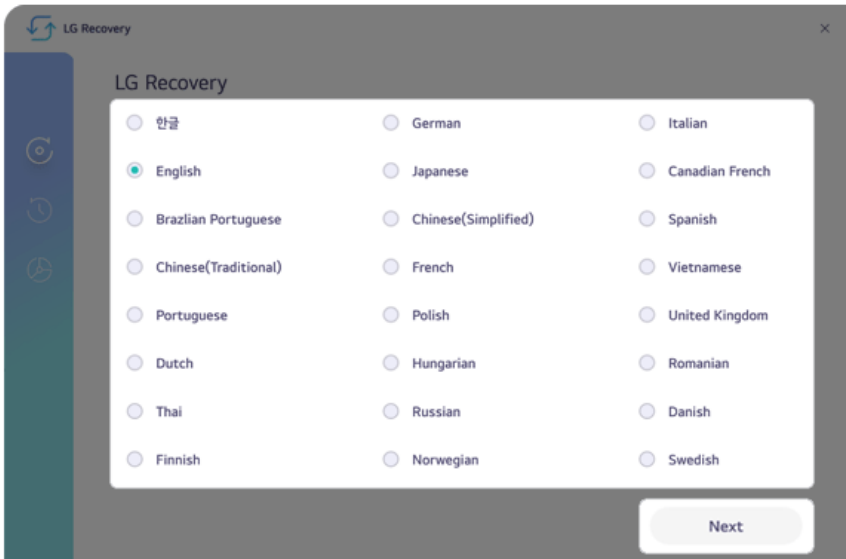 LG Recovery
LG Recovery
한글 German Italian
English Japanese Canadian French
Brazlian Portuguese Chinese(Simplified) Spanish
Chinese(Traditional) French Vietnamese
Portuguese Polish United Kingdom
Dutch Hungarian Romanian
Thai Russian Danish
Finnish Norwegian Swedish
Next